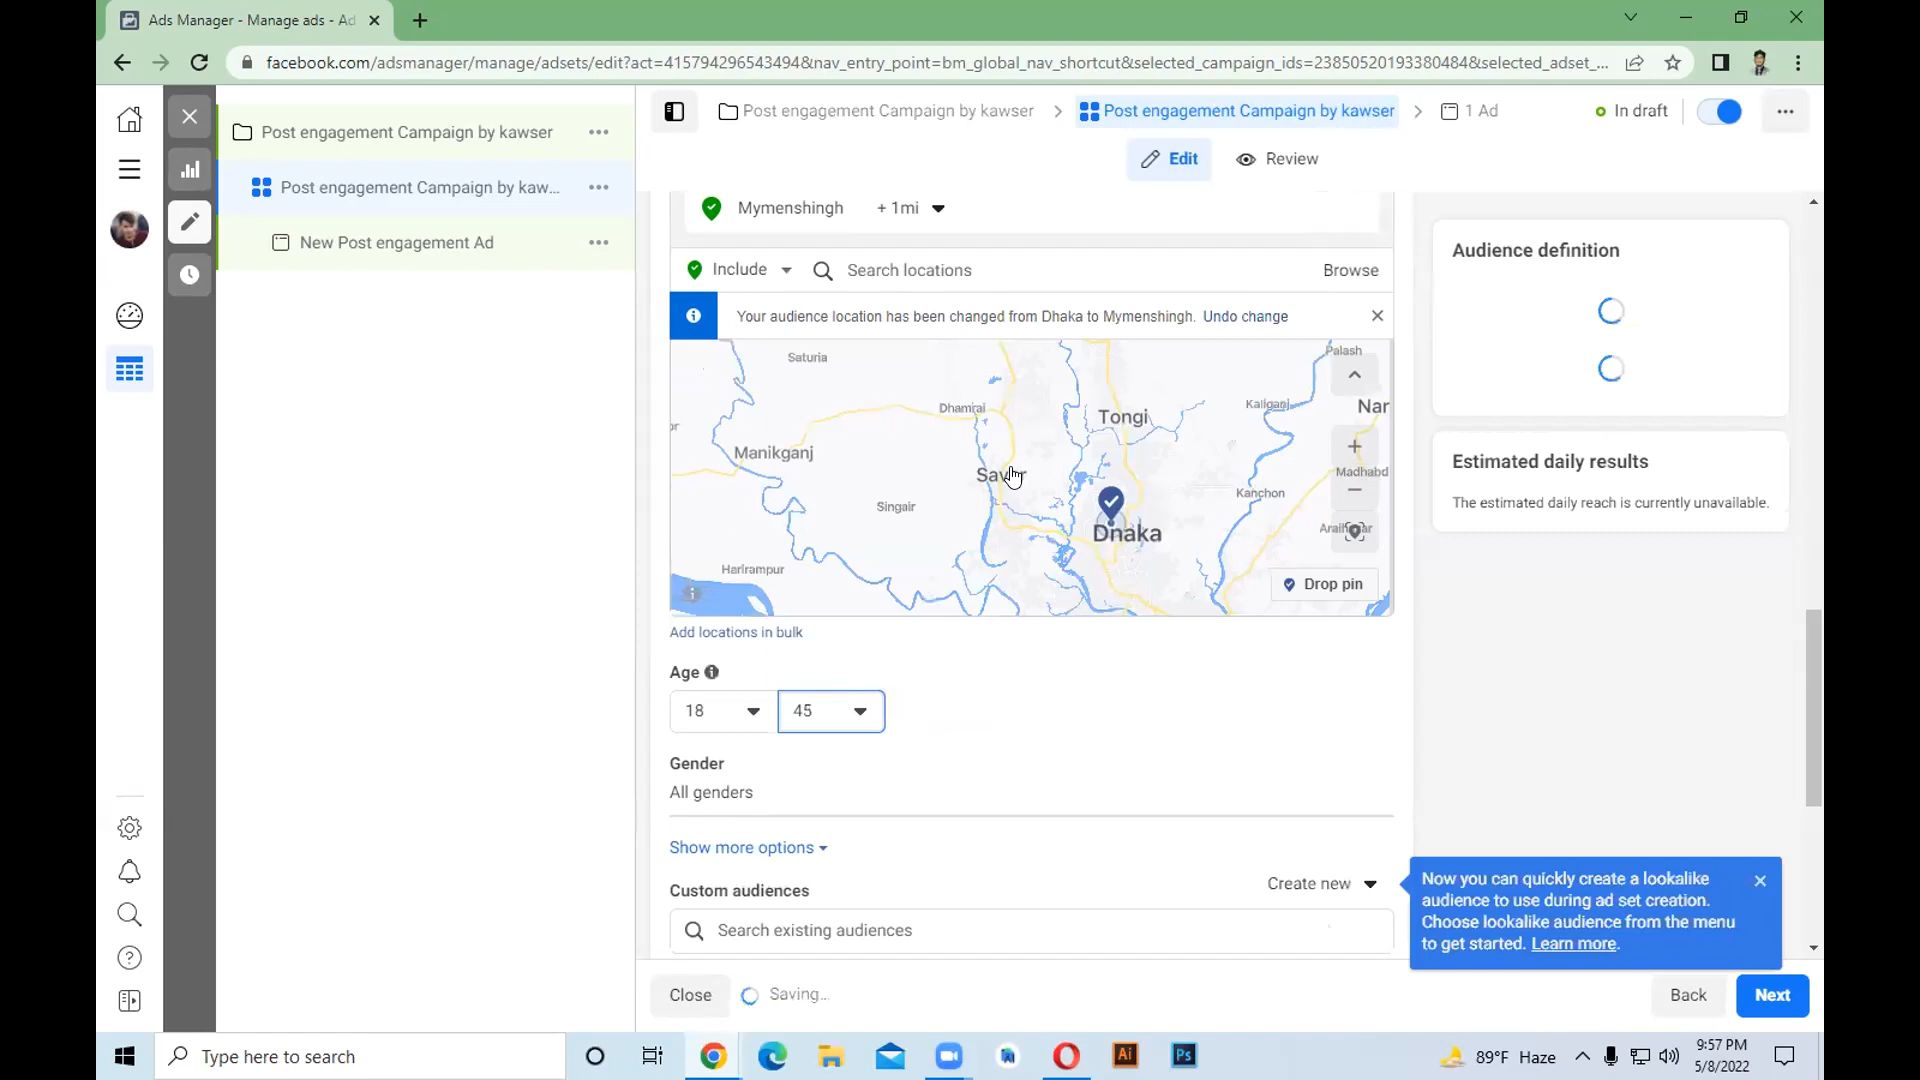 Ads Manager - Manage ads - Ad
facebook.com/adsmanager/manage/adsets/edit?act=415794296543494&nav_entry_point=bm_global_nav_shortcut&selected_campaign_ids=23850520193380484&selected_adset_...
Post engagement Campaign by kawser
Post engagement Campaign by kaw...
New Post engagement Ad
Post engagement Campaign by kawser > Post engagement Campaign by kawser > 1 Ad
In draft
Edit
Review
Mymenshingh + 1mi
Include
Search locations
Browse
Your audience location has been changed from Dhaka to Mymenshingh. Undo change
Saturia
Palash
Dhamrai
Tongi
Kaliganj
Nar
Manikganj
Savar
Madhabd
Singair
Kanchon
Dhaka
Harirampur
Drop pin
Add locations in bulk
Age
18
45
Gender
All genders
Show more options
Custom audiences
Create new
Search existing audiences
Audience definition
Estimated daily results
The estimated daily reach is currently unavailable.
Now you can quickly create a lookalike
audience to use during ad set creation.
Choose lookalike audience from the menu
to get started. Learn more.
Close
Saving...
Back
Next
Type here to search
Ai
Ps
89°F Haze
9:57 PM
5/8/2022